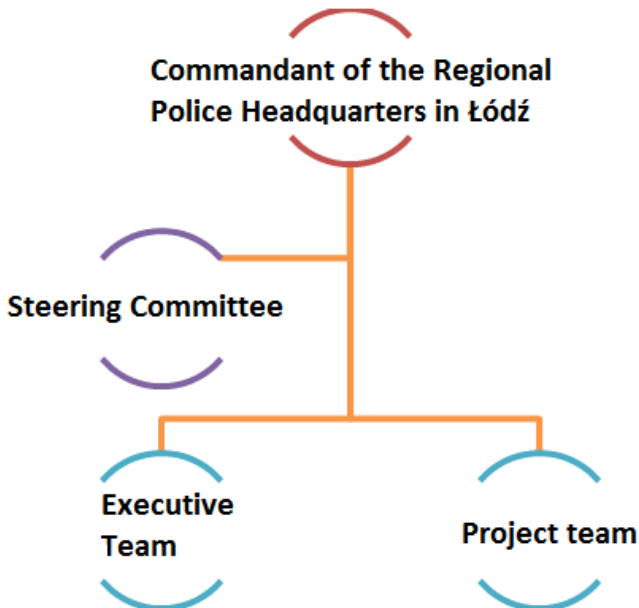 Commandant of the Regional
Police Headquarters in Łódź
Steering Committee
Executive
Team
Project team